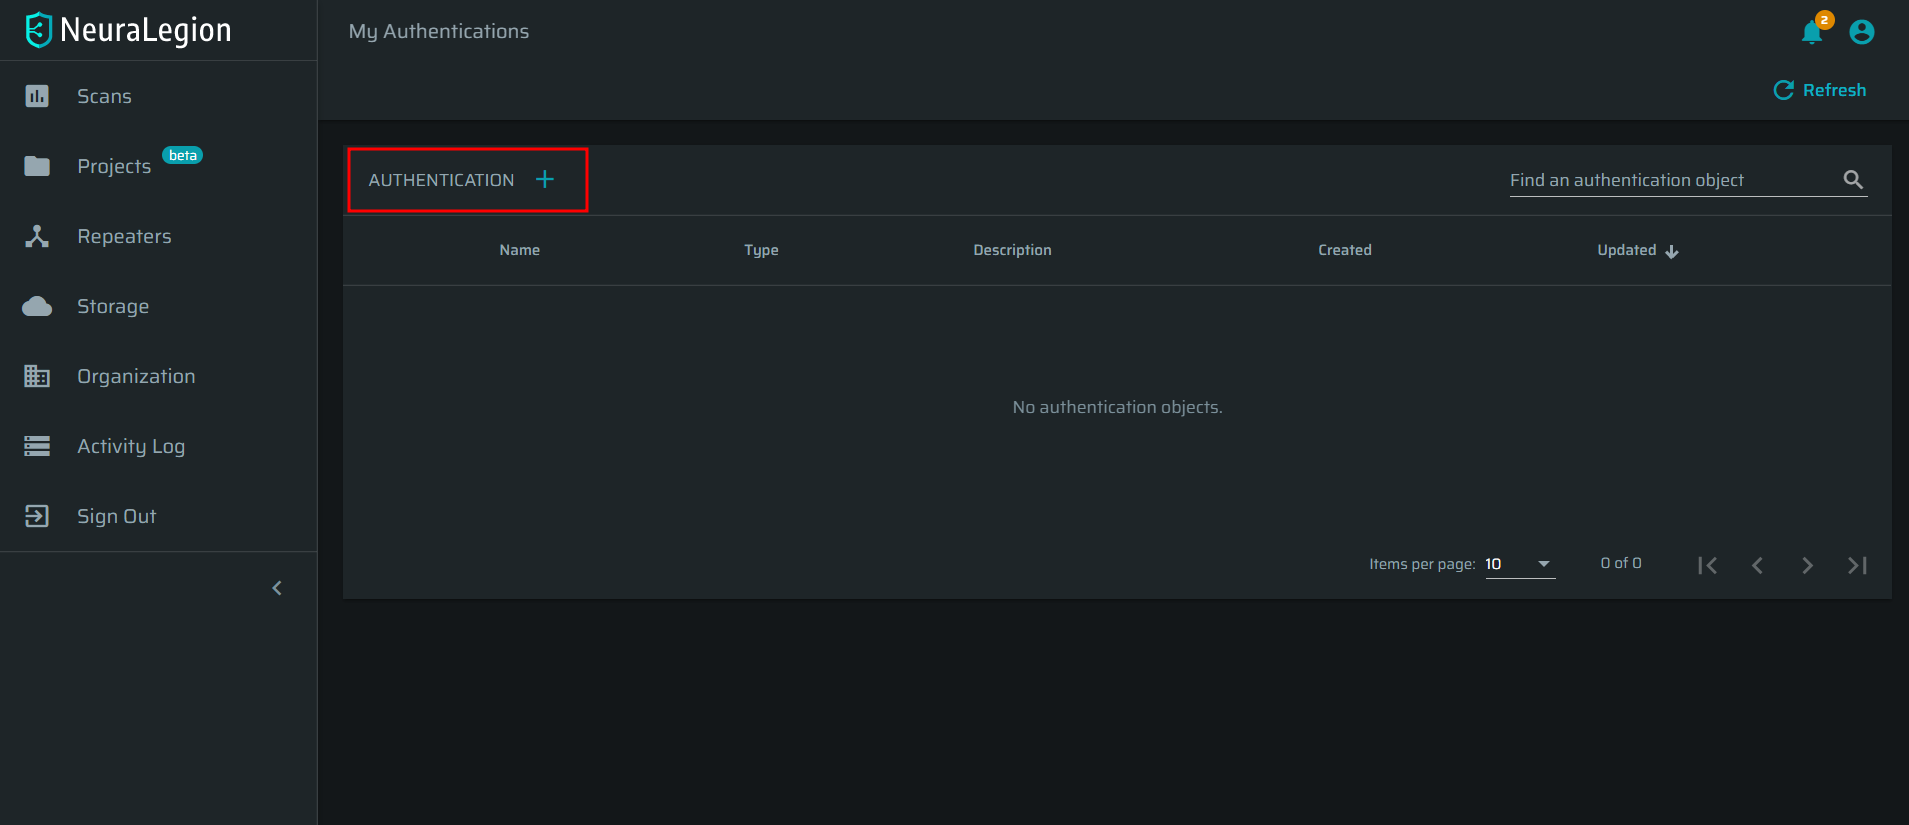 NeuraLegion
My Authentications
2
Refresh
Scans
Projects beta
Repeaters
Storage
Organization
Activity Log
Sign Out
AUTHENTICATION +
Find an authentication object
Name Type Description Created Updated
No authentication objects.
Items per page: 10 0 of 0